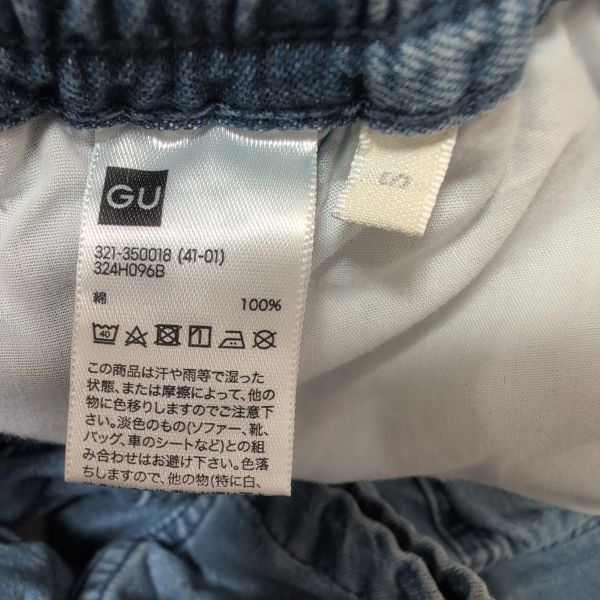 GU
321-350018 (41-01)
324H096B
綿 100%
40
この商品は汗や雨等で湿った
状態、または摩擦によって、他の
物に色移りしますのでご注意下
さい。淡色のもの(ソファー、靴、
バッグ、車のシートなど)との組
み合わせはお避け下さい。色落
ちしますので、他の物(特に白、
S